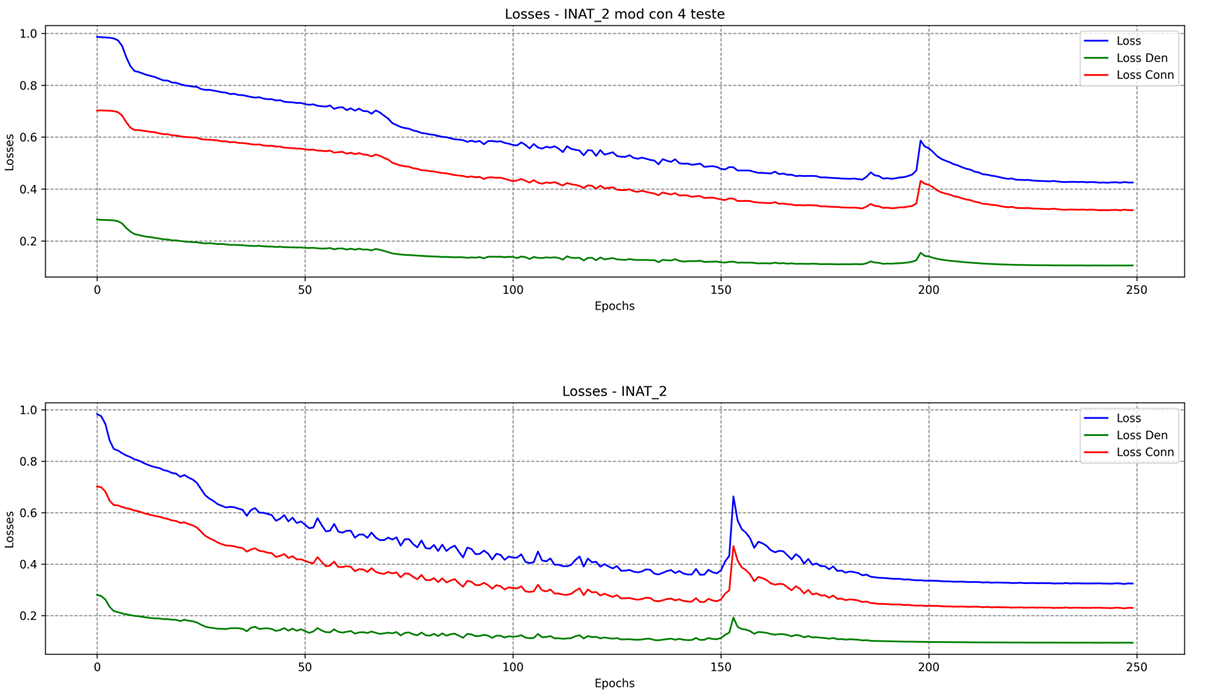 Losses - INAT_2 mod con 4 teste
1.0
0.8
0.6
0.4
0.2
Losses
Loss
Loss Den
Loss Conn
0 50 100 150 200 250
Epochs
Losses - INAT_2
1.0
0.8
0.6
0.4
0.2
Losses
Loss
Loss Den
Loss Conn
0 50 100 150 200 250
Epochs